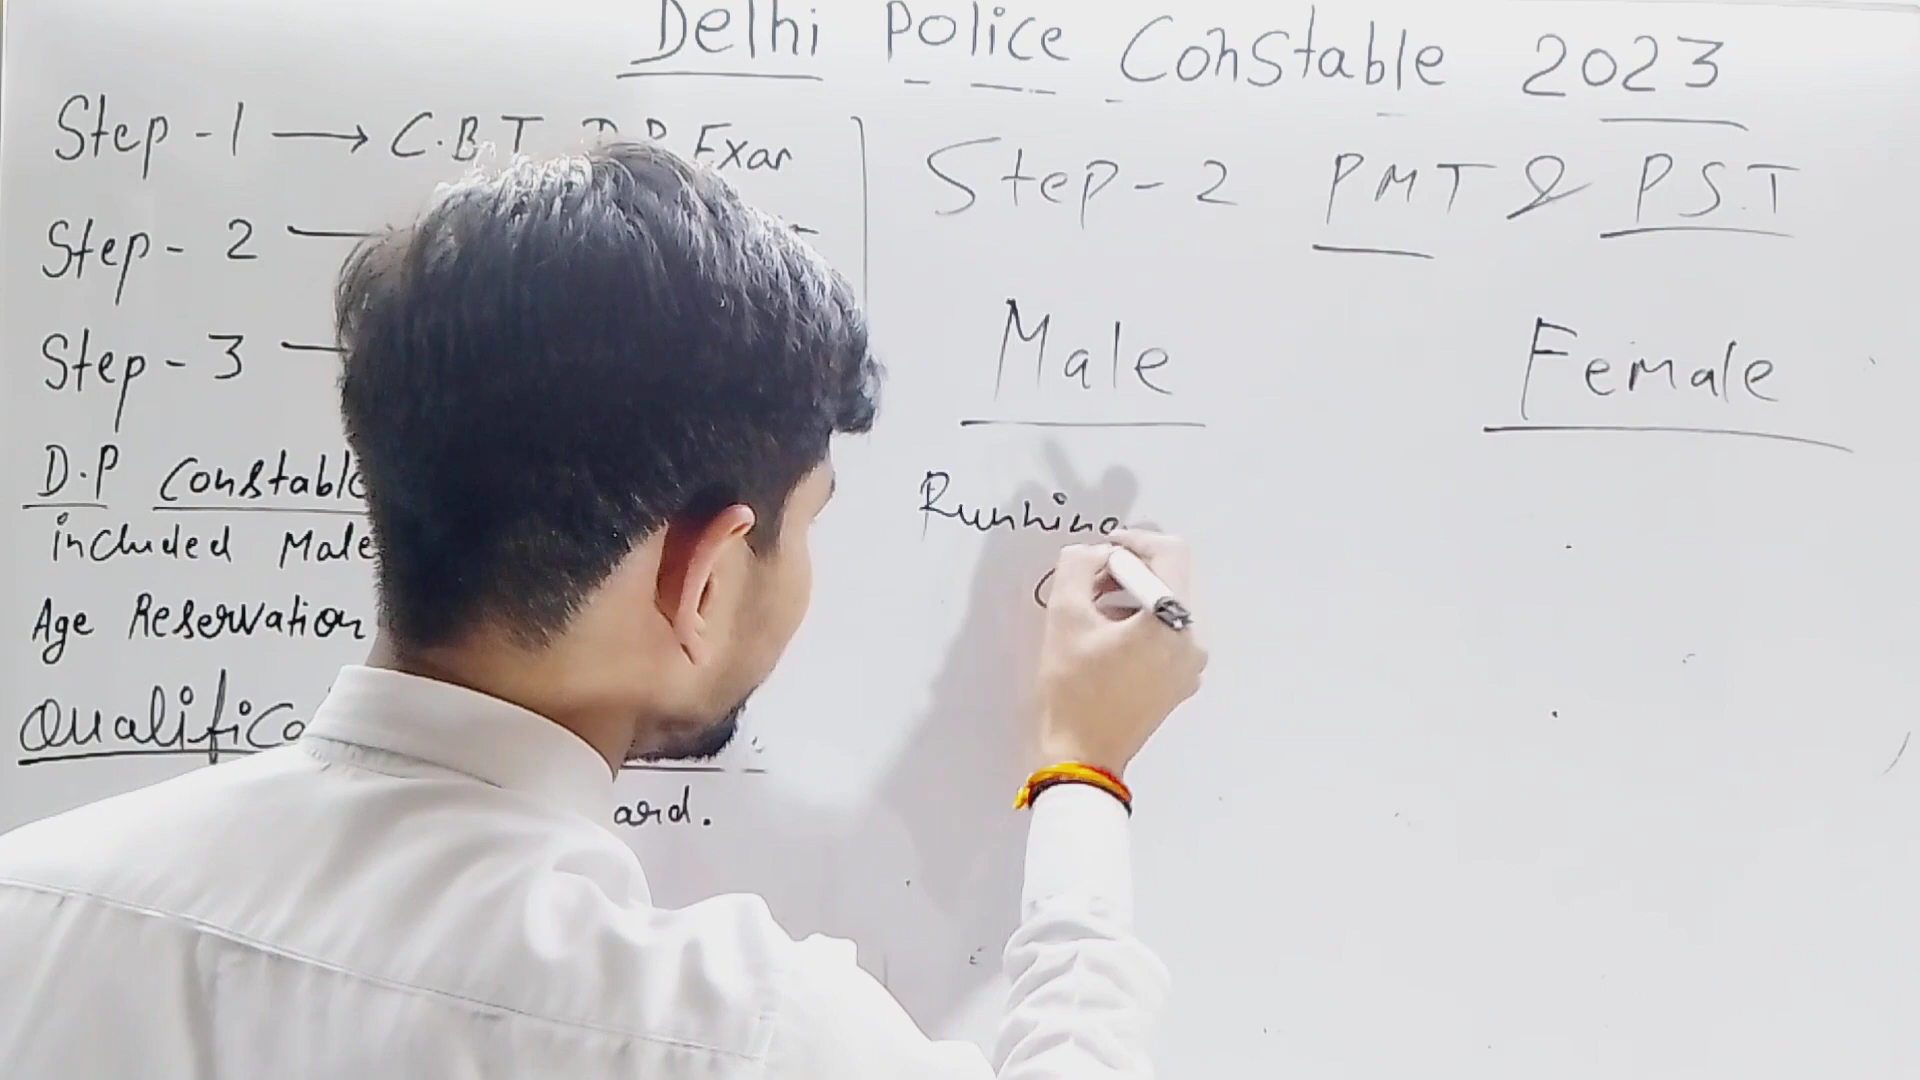 Delhi Police Constable 2023
Step-1 → C.B.T D.P Exam
Step-2
Step-3
D.P Constable
included Male
Age Reservation
Qualifica
ard.
Step-2 PMT & PS.T
Male Female
Running